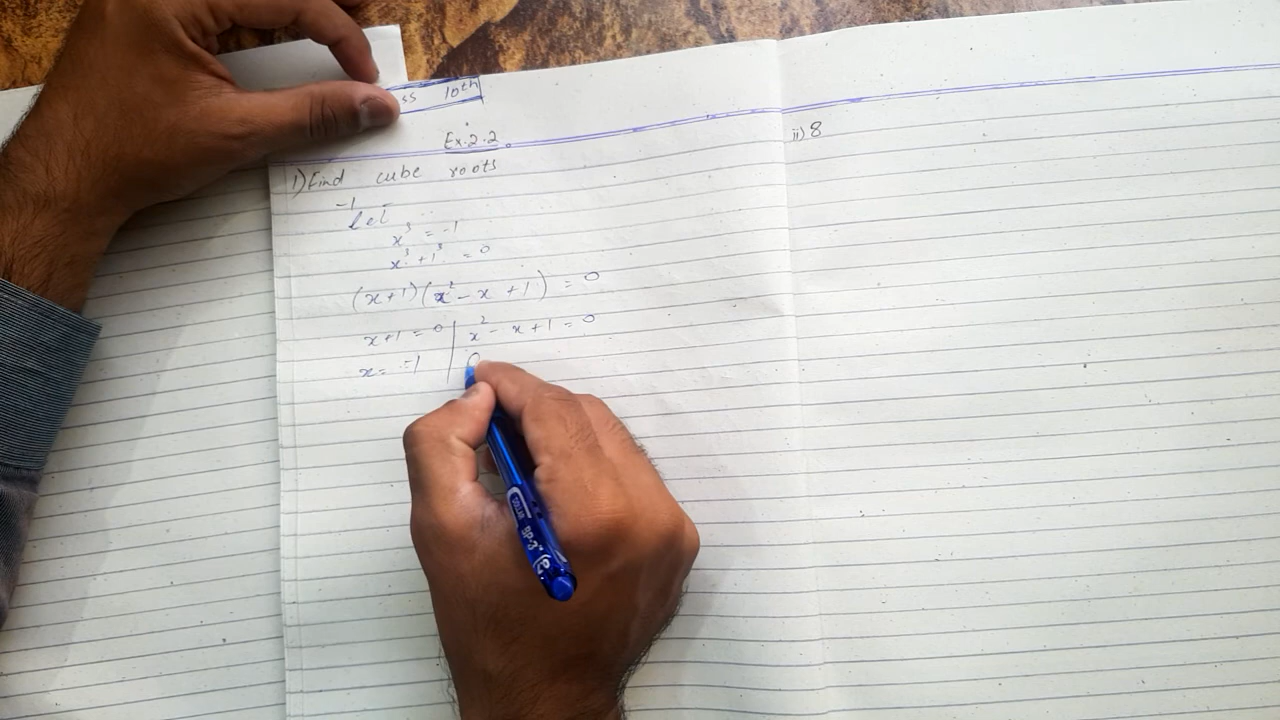 ss 10th
Ex.2.2.
1) Find cube roots
-1
let
x³ = -1
x³ + 1³ = 0
(x+1)(x² - x + 1) = 0
x+1 = 0 | x² - x + 1 = 0
x = -1
ii) 8